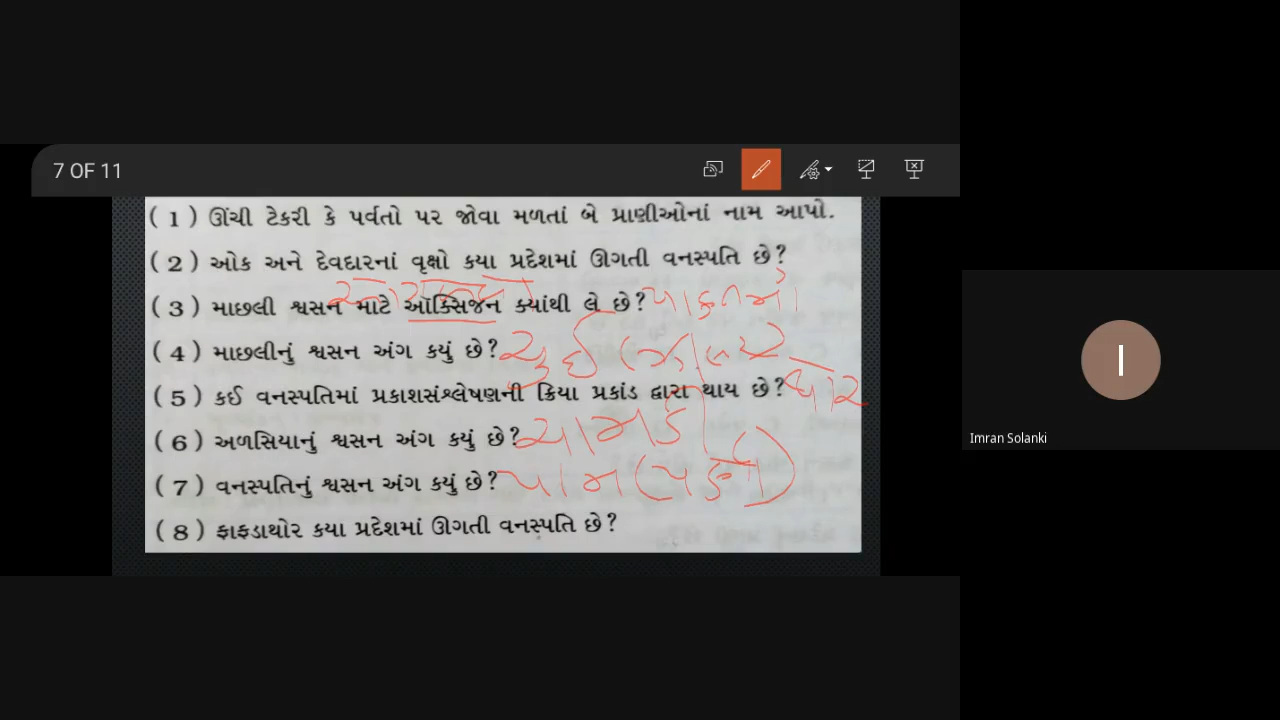 7 OF 11
( 1 ) ઊંચી ટેકરી કે પર્વતો પર જોવા મળતાં બે પ્રાણીઓનાં નામ આપો.
( 2 ) ઓક અને દેવદારનાં વૃક્ષો કયા પ્રદેશમાં ઊગતી વનસ્પતિ છે?
( 3 ) માછલી શ્વસન માટે ઑક્સિજન ક્યાંથી લે છે?
( 4 ) માછલીનું શ્વસન અંગ કયું છે?
( 5 ) કઈ વનસ્પતિમાં પ્રકાશસંશ્લેષણની ક્રિયા પ્રકાંડ દ્વારા થાય છે? થોર
( 6 ) અળસિયાનું શ્વસન અંગ કયું છે? ચામડી
( 7 ) વનસ્પતિનું શ્વસન અંગ કયું છે? પાન (પર્ણ)
( 8 ) ફાફડાથોર કયા પ્રદેશમાં ઊગતી વનસ્પતિ છે?
I
Imran Solanki